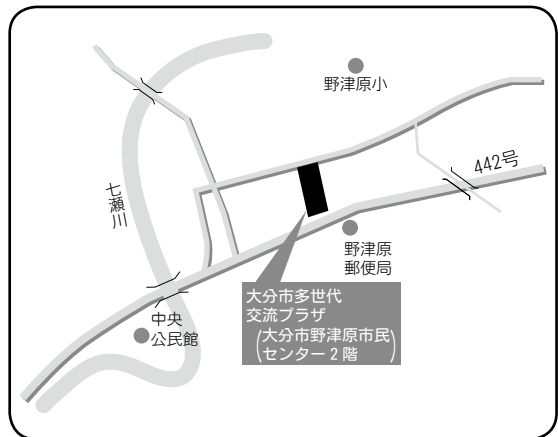 野津原小
442号
七瀬川
野津原
郵便局
大分市多世代
交流プラザ
(大分市野津原市民
センター2階)
中央
公民館